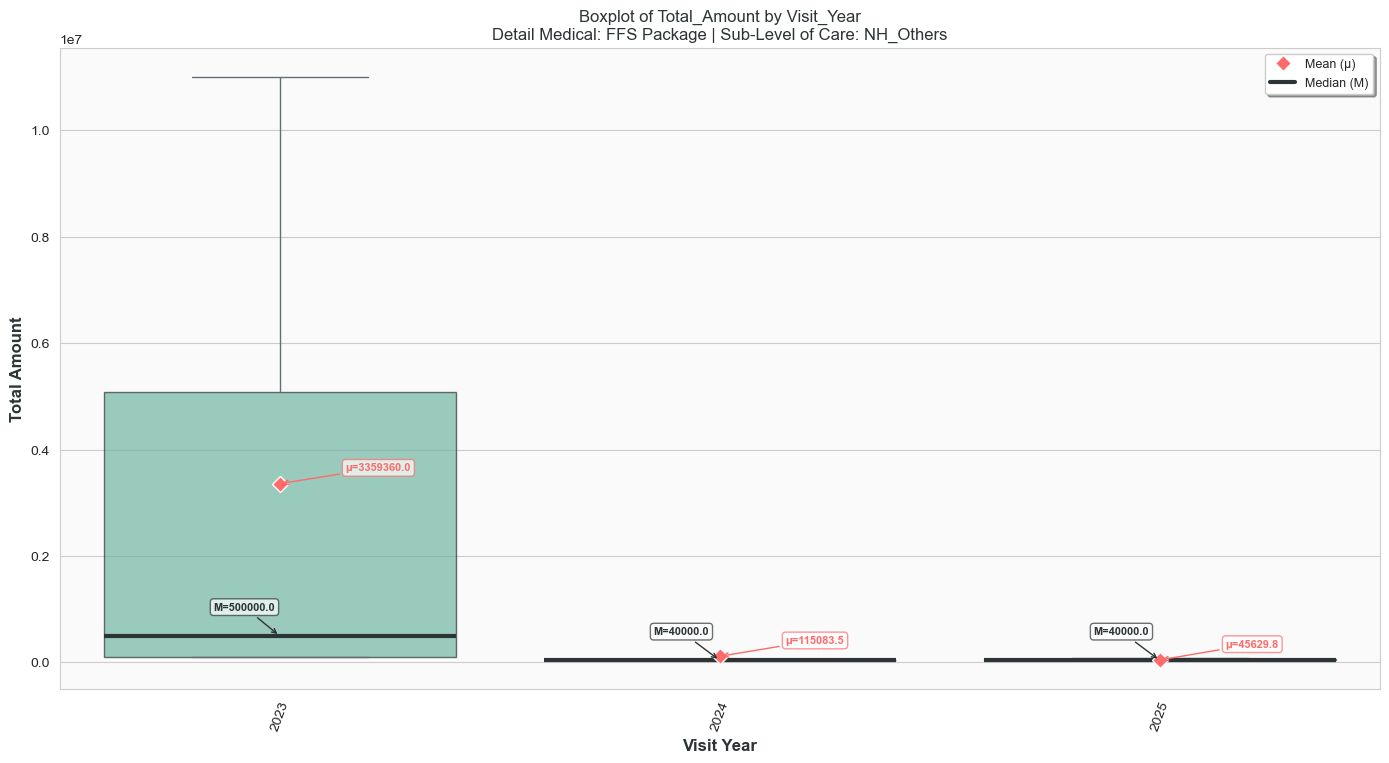 Boxplot of Total_Amount by Visit_Year
Detail Medical: FFS Package | Sub-Level of Care: NH_Others
1e7
Mean (μ)
Median (M)
1.0
0.8
0.6
0.4
0.2
0.0
Total Amount
μ=3359360.0
M=500000.0
M=40000.0
μ=115083.5
M=40000.0
μ=45629.8
2023
2024
2025
Visit Year